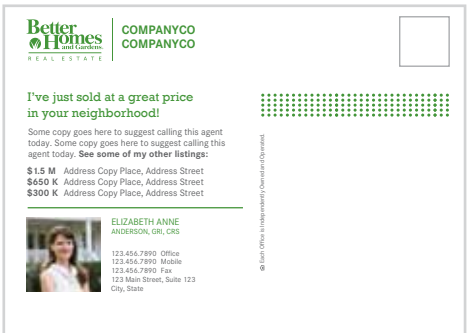 Better
Homes
and Gardens
REAL ESTATE
COMPANYCO
COMPANYCO
I've just sold at a great price
in your neighborhood!
Some copy goes here to suggest calling this agent
today. Some copy goes here to suggest calling this
agent today. See some of my other listings:
$1.5 M Address Copy Place, Address Street
$650 K Address Copy Place, Address Street
$300 K Address Copy Place, Address Street
ELIZABETH ANNE
ANDERSON, GRI, CRS
123.456.7890 Office
123.456.7890 Mobile
123.456.7890 Fax
123 Main Street, Suite 123
City, State
Each Office is Independently Owned and Operated.